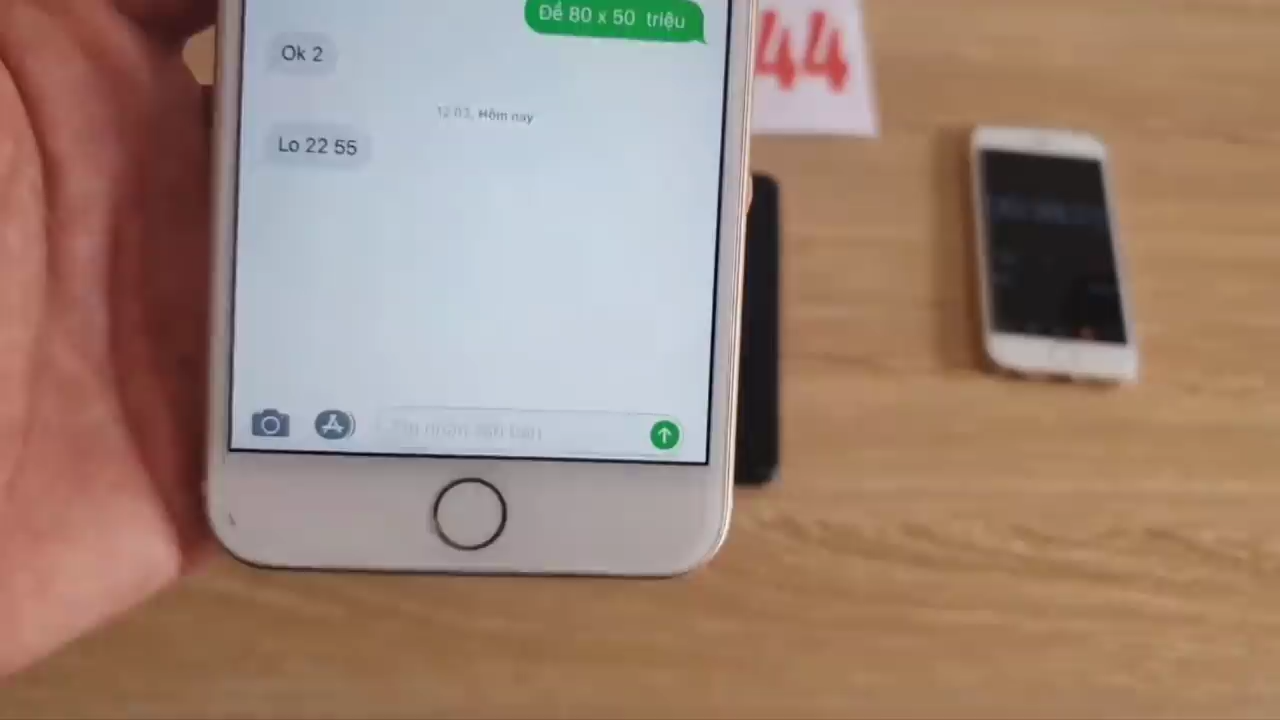 Đề 80 x 50 triệu
44
Ok 2
12:03, Hôm nay
Lo 22 55